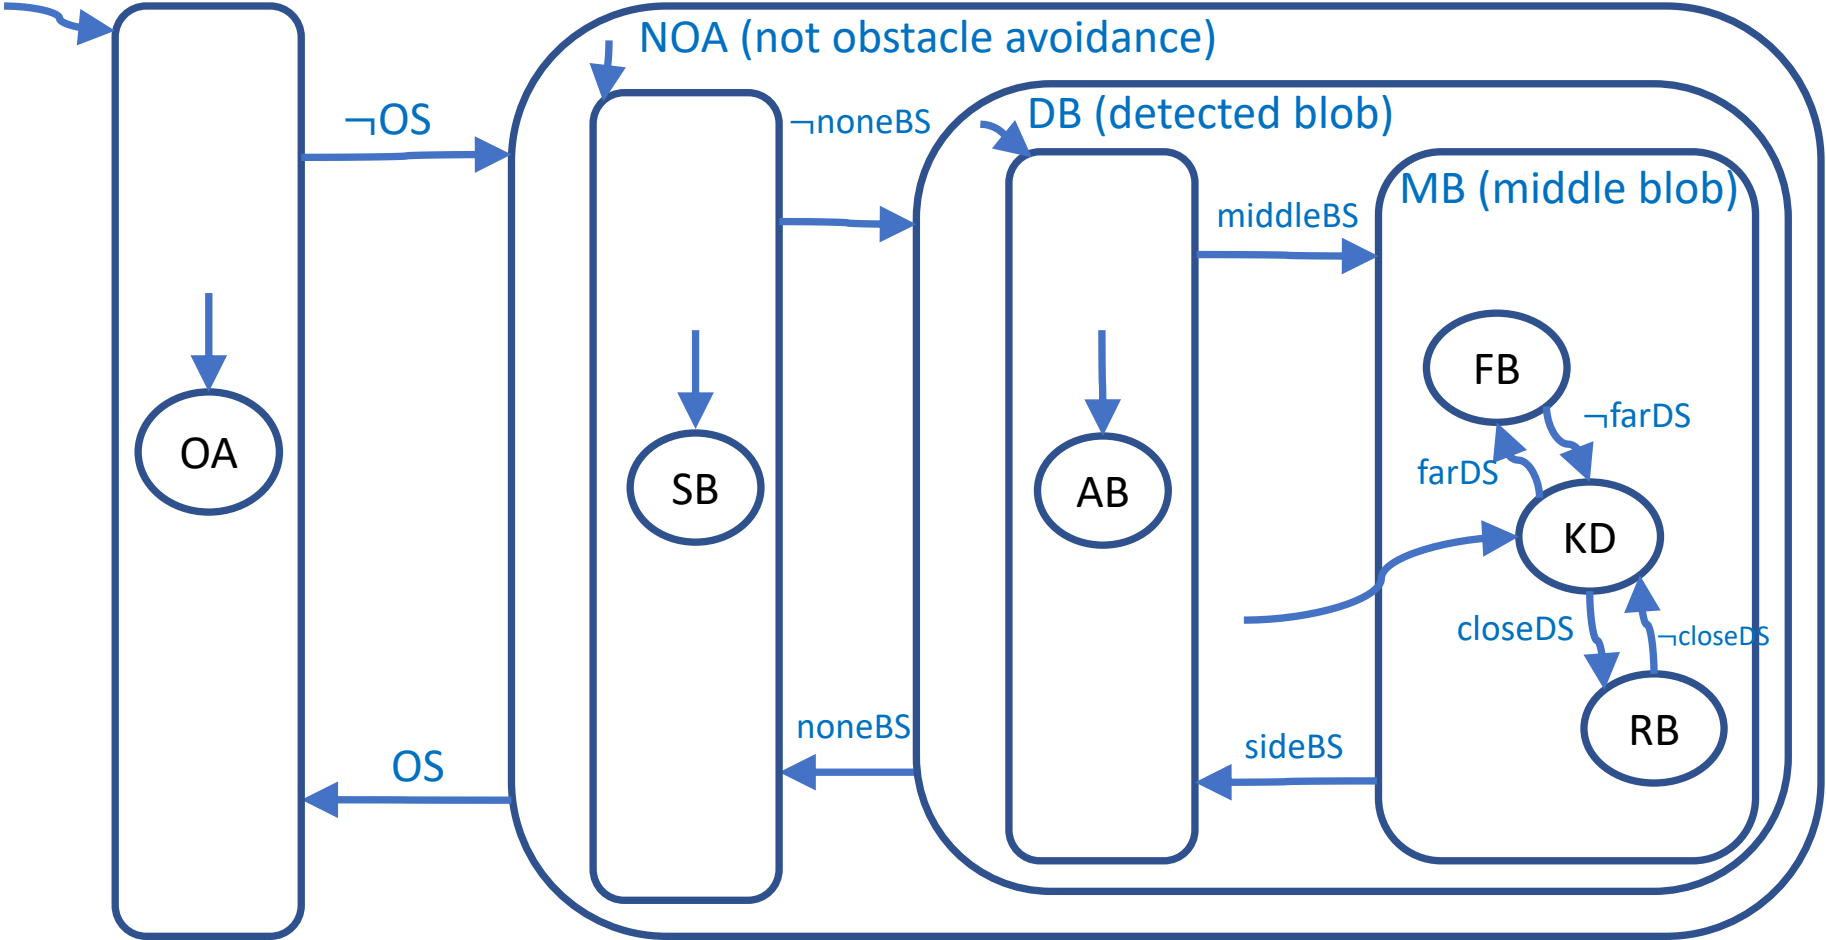 NOA (not obstacle avoidance)
¬OS
¬noneBS
DB (detected blob)
middleBS
MB (middle blob)
FB
¬farDS
farDS
OA
SB
AB
KD
closeDS
¬closeDS
RB
noneBS
sideBS
OS